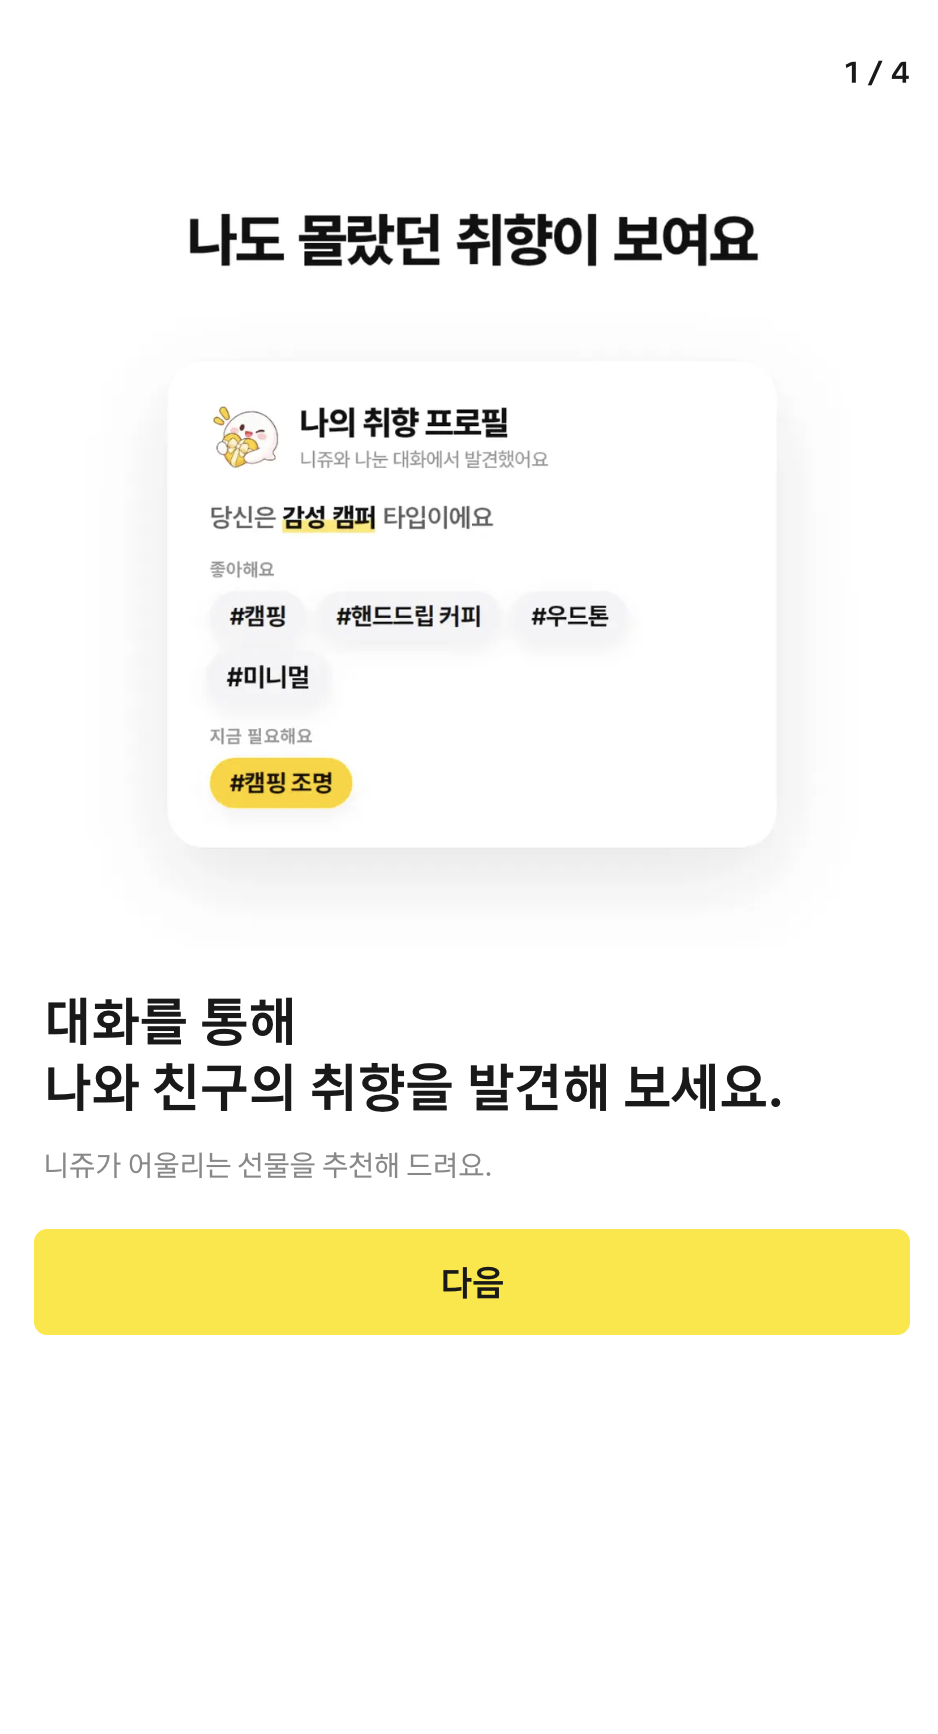 1 / 4
나도 몰랐던 취향이 보여요
나의 취향 프로필
니쥬와 나눈 대화에서 발견했어요
당신은 감성 캠퍼 타입이에요
좋아해요
#캠핑 #핸드드립 커피 #우드톤
#미니멀
지금 필요해요
#캠핑 조명
대화를 통해
나와 친구의 취향을 발견해 보세요.
니쥬가 어울리는 선물을 추천해 드려요.
다음